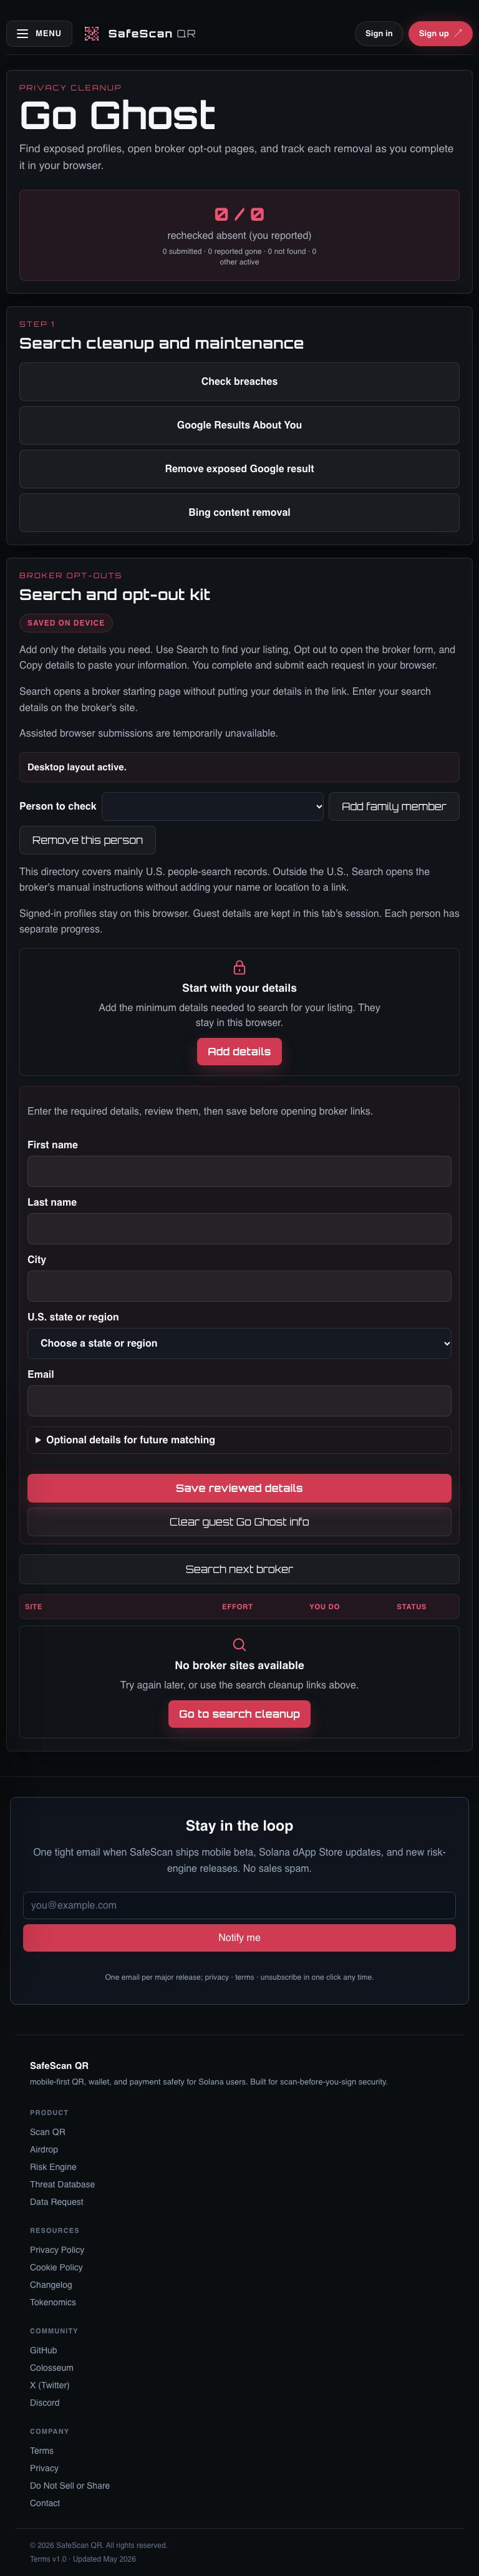 MENU
SafeScan QR
Sign in
Sign up
PRIVACY CLEANUP
Go Ghost
Find exposed profiles, open broker opt-out pages, and track each removal as you complete
it in your browser.
0 / 0
rechecked absent (you reported)
0 submitted · 0 reported gone · 0 not found · 0
other active
STEP 1
Search cleanup and maintenance
Check breaches
Google Results About You
Remove exposed Google result
Bing content removal
BROKER OPT-OUTS
Search and opt-out kit
SAVED ON DEVICE
Add only the details you need. Use Search to find your listing, Opt out to open the broker form, and
Copy details to paste your information. You complete and submit each request in your browser.
Search opens a broker starting page without putting your details in the link. Enter your search
details on the broker's site.
Assisted browser submissions are temporarily unavailable.
Desktop layout active.
Person to check
Add family member
Remove this person
This directory covers mainly U.S. people-search records. Outside the U.S., Search opens the
broker's manual instructions without adding your name or location to a link.
Signed-in profiles stay on this browser. Guest details are kept in this tab's session. Each person has
separate progress.
Start with your details
Add the minimum details needed to search for your listing. They
stay in this browser.
Add details
Enter the required details, review them, then save before opening broker links.
First name
Last name
City
U.S. state or region
Choose a state or region
Email
Optional details for future matching
Save reviewed details
Clear guest Go Ghost info
Search next broker
SITE EFFORT YOU DO STATUS
No broker sites available
Try again later, or use the search cleanup links above.
Go to search cleanup
Stay in the loop
One tight email when SafeScan ships mobile beta, Solana dApp Store updates, and new risk-
engine releases. No sales spam.
you@example.com
Notify me
One email per major release; privacy · terms · unsubscribe in one click any time.
SafeScan QR
mobile-first QR, wallet, and payment safety for Solana users. Built for scan-before-you-sign security.
PRODUCT
Scan QR
Airdrop
Risk Engine
Threat Database
Data Request
RESOURCES
Privacy Policy
Cookie Policy
Changelog
Tokenomics
COMMUNITY
GitHub
Colosseum
X (Twitter)
Discord
COMPANY
Terms
Privacy
Do Not Sell or Share
Contact
© 2026 SafeScan QR. All rights reserved.
Terms v1.0 · Updated May 2026